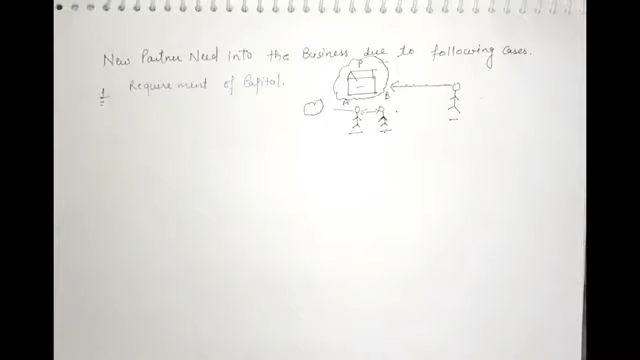 New Partner Need Into the Business due to following Cases.
1 Requirement of Capital.
P
A B